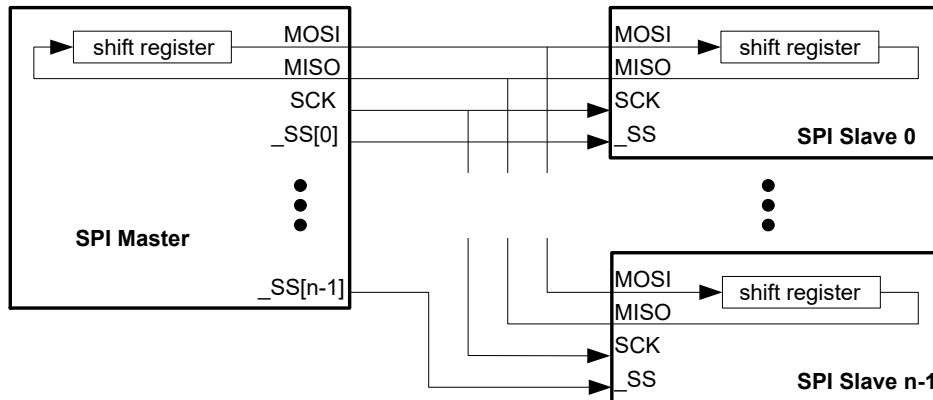 shift register
MOSI
MISO
SCK
_SS[0]
SPI Master
_SS[n-1]
MOSI
shift register
MISO
SCK
_SS
SPI Slave 0
MOSI
shift register
MISO
SCK
_SS
SPI Slave n-1